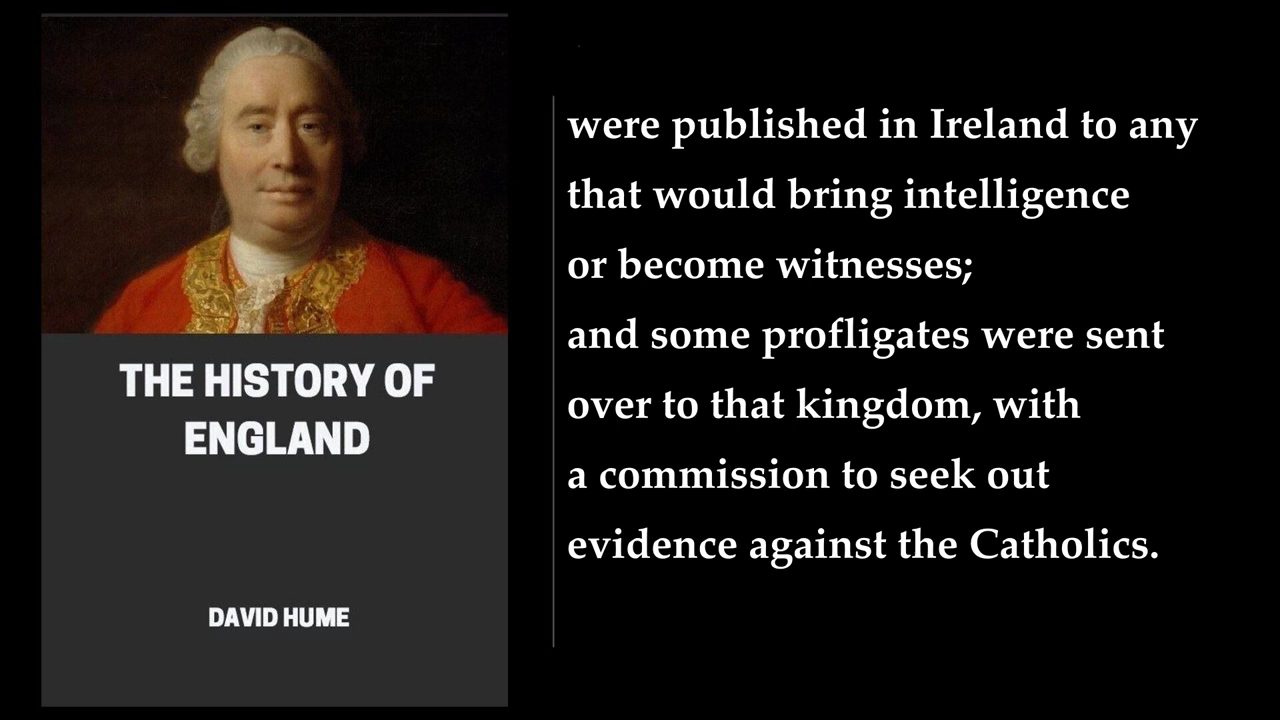 THE HISTORY OF
ENGLAND
DAVID HUME
were published in Ireland to any
that would bring intelligence
or become witnesses;
and some profligates were sent
over to that kingdom, with
a commission to seek out
evidence against the Catholics.